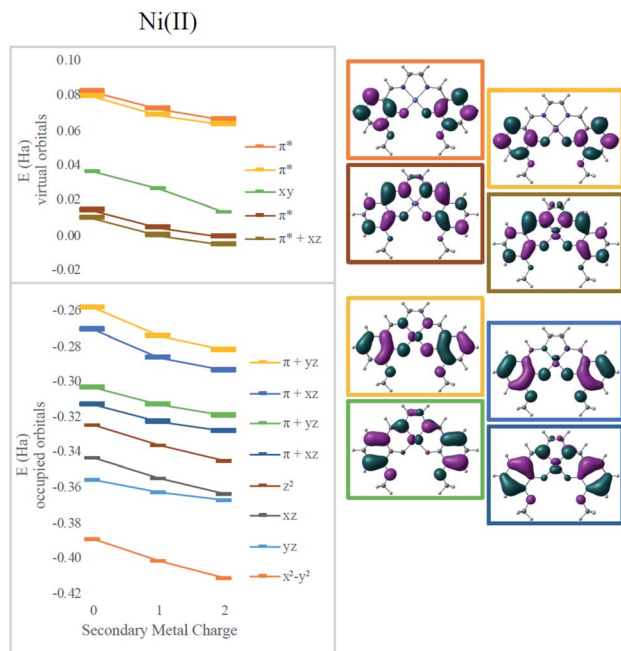 Ni(II)
0.10
0.08
0.06
0.04
0.02
0.00
-0.02
E (Ha)
virtual orbitals
π*
π*
xy
π*
π* + xz
-0.26
-0.28
-0.30
-0.32
-0.34
-0.36
-0.38
-0.40
-0.42
E (Ha)
occupied orbitals
π + yz
π + xz
π + yz
π + xz
z²
xz
yz
x²-y²
0 1 2
Secondary Metal Charge